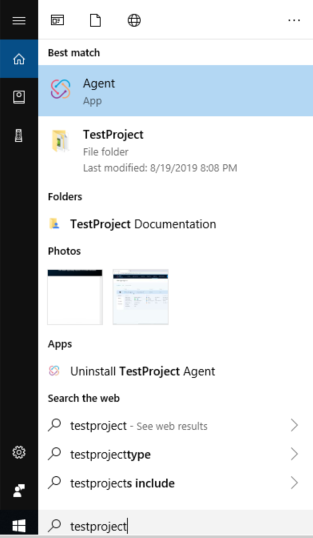 Best match
Agent
App
TestProject
File folder
Last modified: 8/19/2019 8:08 PM
Folders
TestProject Documentation
Photos
Apps
Uninstall TestProject Agent
Search the web
testproject - See web results
testprojecttype
testprojects include
testproject